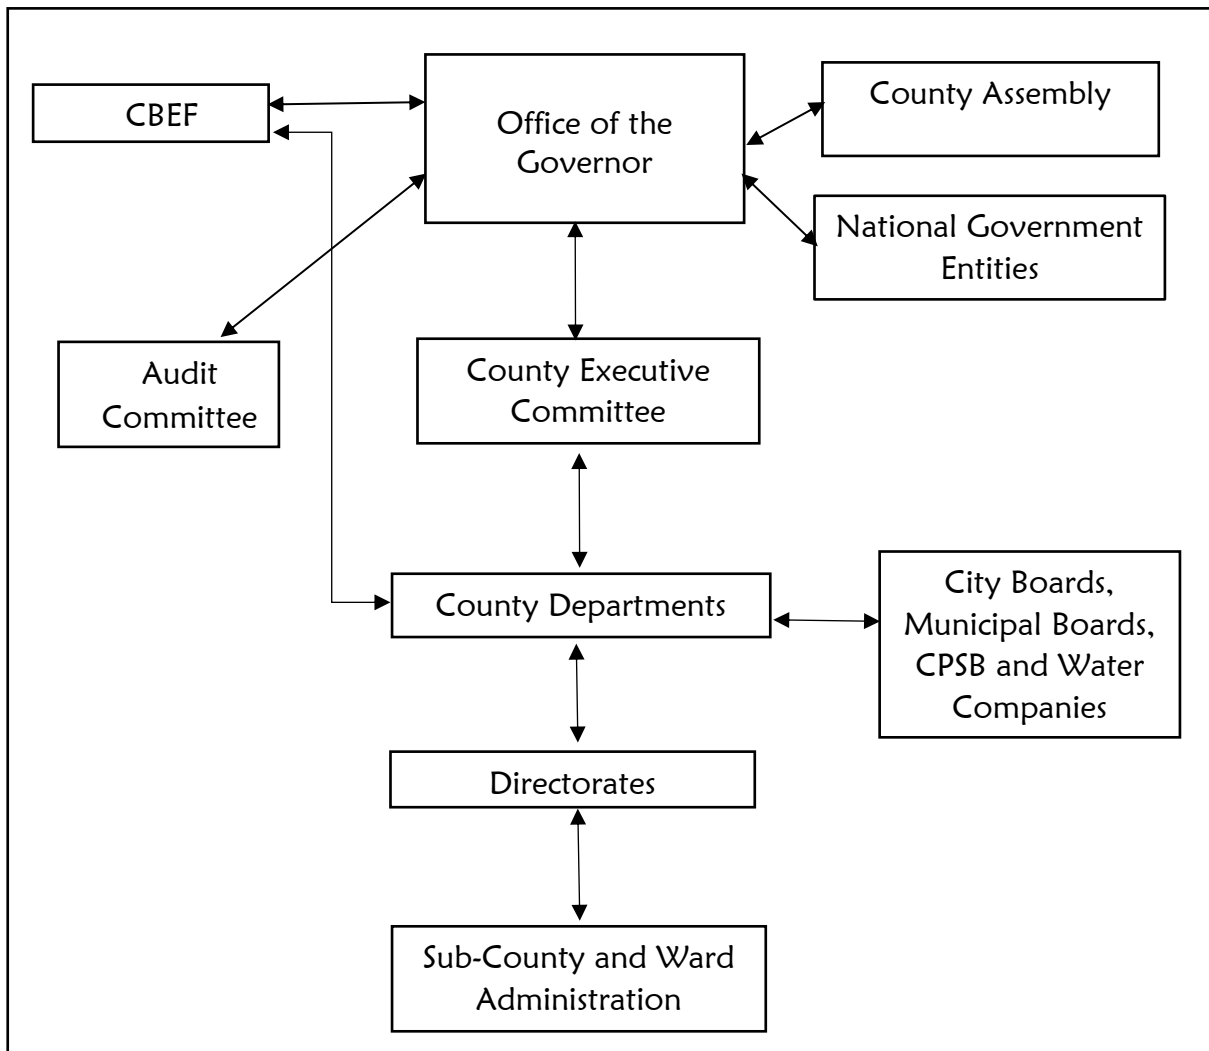 CBEF
Office of the
Governor
County Assembly
National Government
Entities
Audit
Committee
County Executive
Committee
County Departments
City Boards,
Municipal Boards,
CPSB and Water
Companies
Directorates
Sub-County and Ward
Administration